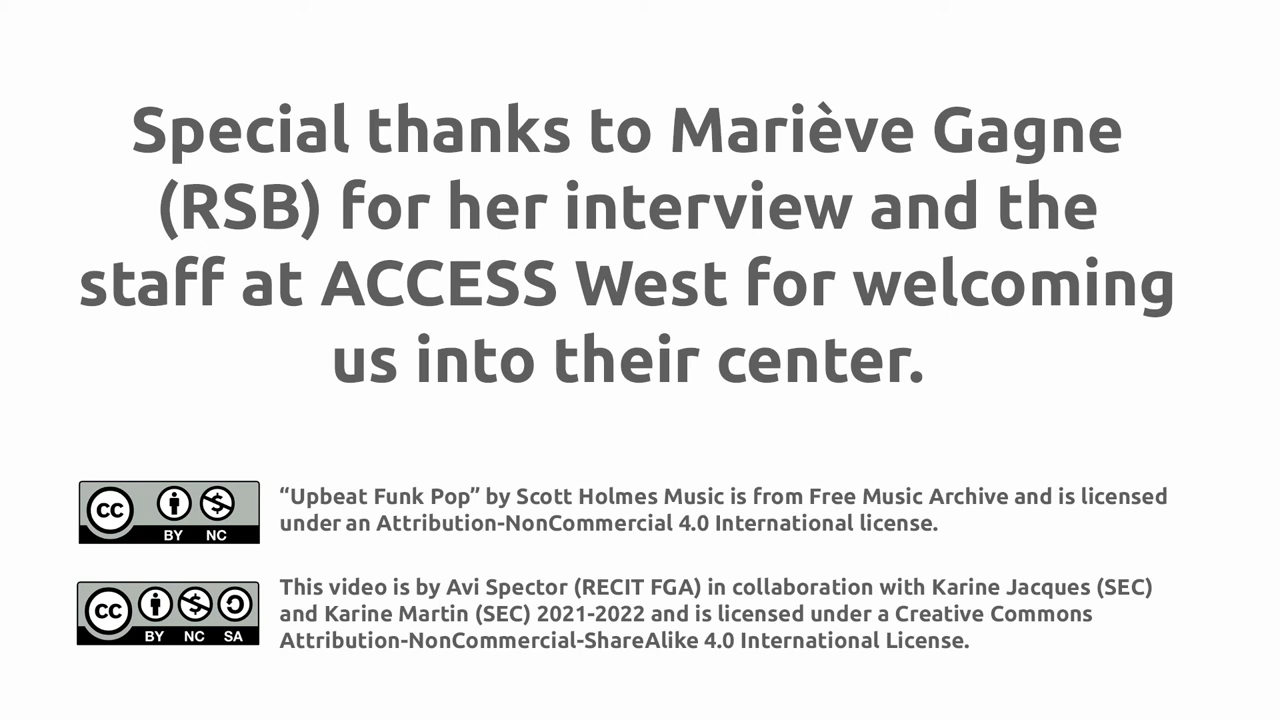 Special thanks to Mariève Gagne
(RSB) for her interview and the
staff at ACCESS West for welcoming
us into their center.
cc
BY NC
“Upbeat Funk Pop” by Scott Holmes Music is from Free Music Archive and is licensed
under an Attribution-NonCommercial 4.0 International license.
cc
BY NC SA
This video is by Avi Spector (RECIT FGA) in collaboration with Karine Jacques (SEC)
and Karine Martin (SEC) 2021-2022 and is licensed under a Creative Commons
Attribution-NonCommercial-ShareAlike 4.0 International License.